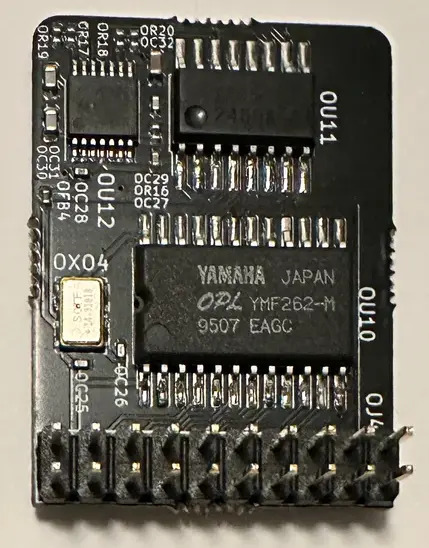 OR19
OR17
OR18
OR20
OC32
OU11
OC30
OC31
OFB4
OC28
OU12
OC29
OR16
OC27
OX04
YAMAHA JAPAN
OPL YMF262-M
9507 EAGC
OU10
OC25
OC26
OJ4